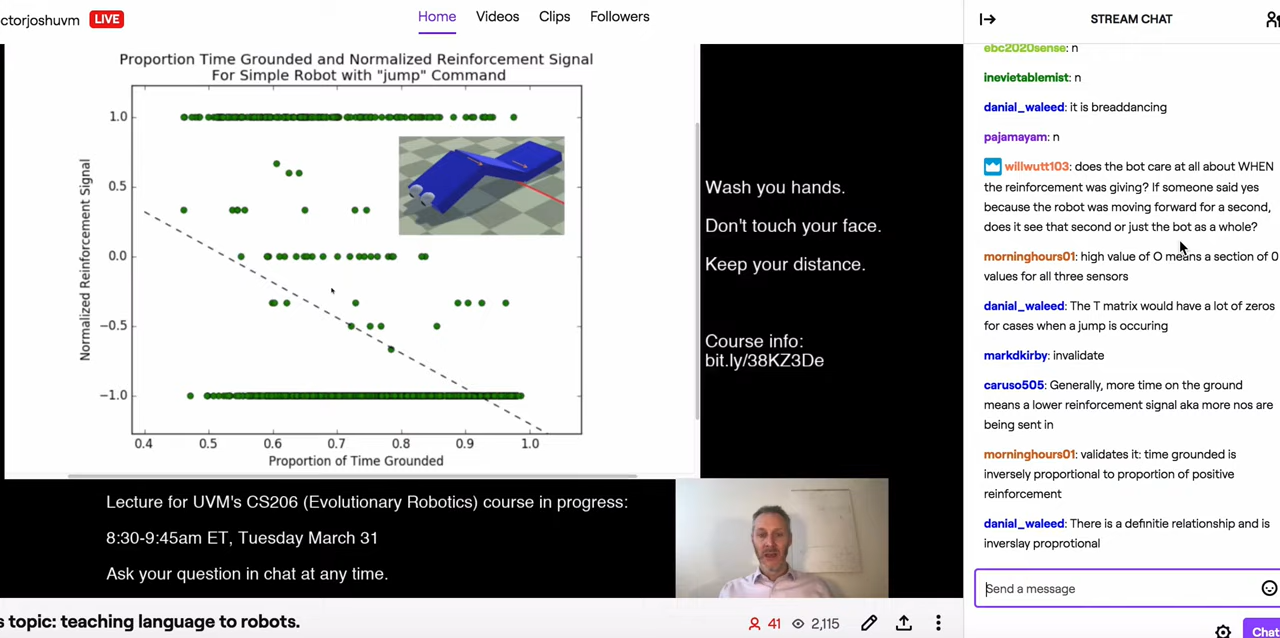 ctorjoshuvm LIVE
Home Videos Clips Followers
Proportion Time Grounded and Normalized Reinforcement Signal
For Simple Robot with "jump" Command
Normalized Reinforcement Signal
1.0
0.5
0.0
−0.5
−1.0
0.4 0.5 0.6 0.7 0.8 0.9 1.0
Proportion of Time Grounded
Wash you hands.
Don't touch your face.
Keep your distance.
Course info:
bit.ly/38KZ3De
Lecture for UVM's CS206 (Evolutionary Robotics) course in progress:
8:30-9:45am ET, Tuesday March 31
Ask your question in chat at any time.
s topic: teaching language to robots.
41 2,115
STREAM CHAT
ebc2020sense: n
inevietablemist: n
danial_waleed: it is breaddancing
pajamayam: n
willwutt103: does the bot care at all about WHEN
the reinforcement was giving? If someone said yes
because the robot was moving forward for a second,
does it see that second or just the bot as a whole?
morninghours01: high value of O means a section of 0
values for all three sensors
danial_waleed: The T matrix would have a lot of zeros
for cases when a jump is occuring
markdkirby: invalidate
caruso505: Generally, more time on the ground
means a lower reinforcement signal aka more nos are
being sent in
morninghours01: validates it: time grounded is
inversely proportional to proportion of positive
reinforcement
danial_waleed: There is a definitie relationship and is
inverslay proprotional
Send a message
Chat